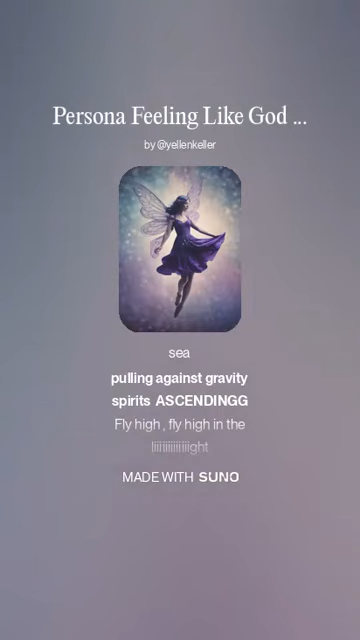 Persona Feeling Like God ...
by @yellenkeller
sea
pulling against gravity
spirits ASCENDINGG
Fly high , fly high in the
liiiiiiiiiiiight
MADE WITH SUNO